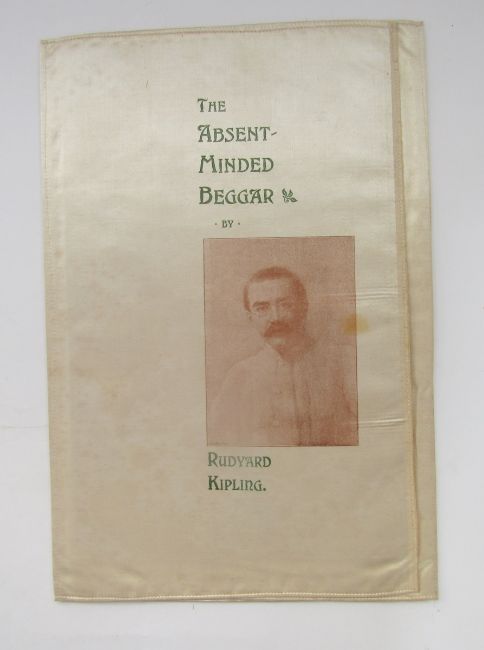 The
Absent-
Minded
Beggar
· BY ·
Rudyard
Kipling.